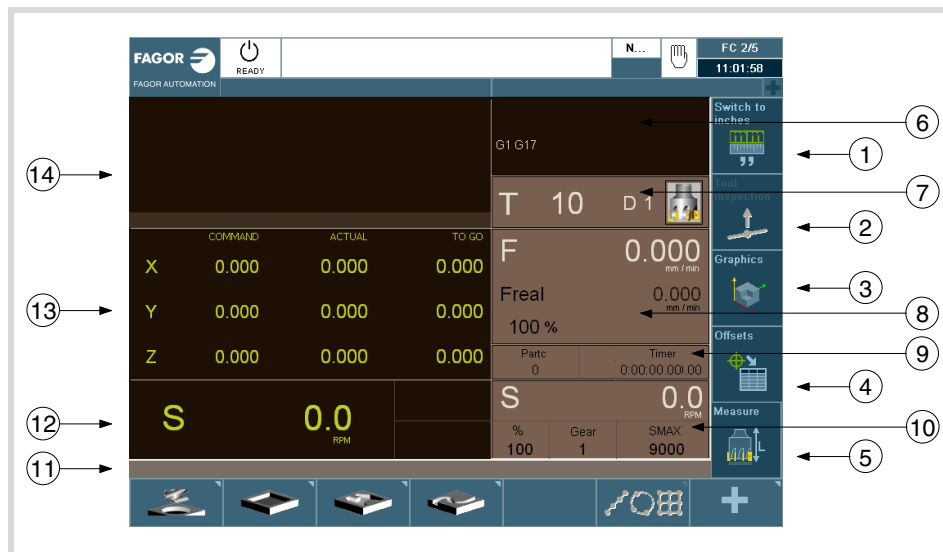 FAGOR
FAGOR AUTOMATION
READY
N...
FC 2/5
11:01:58
Switch to
inches
6
G1 G17
1
14
Tool
inspection
7
T 10 D 1
2
COMMAND ACTUAL TO GO
F 0.000
mm / min
X 0.000 0.000 0.000
Graphics
3
Freal 0.000
mm / min
13
Y 0.000 0.000 0.000
8
100 %
Offsets
Partc Timer
9
Z 0.000 0.000 0.000
0 0:00:00.00
4
S 0.0
RPM
Measure
12
S 0.0
RPM
% Gear SMAX
10
100 1 9000
L
5
11